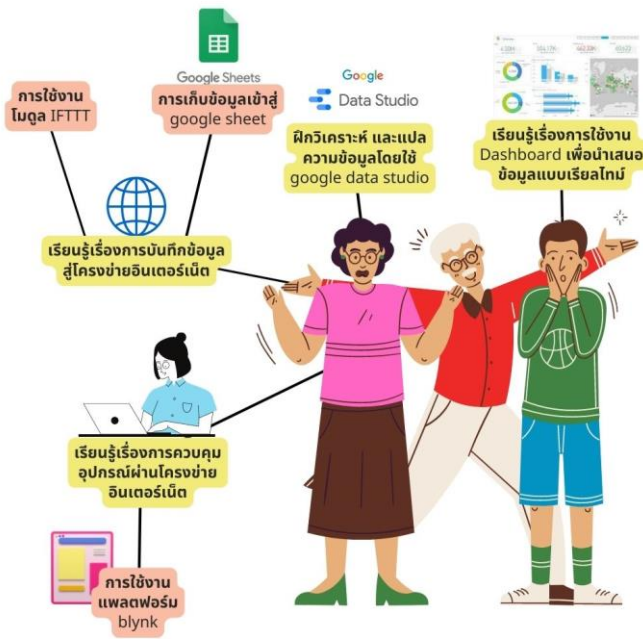 Google Sheets
การใช้งาน
โมดูล IFTTT
การเก็บข้อมูลเข้าสู่
google sheet
Google
Data Studio
ฝึกวิเคราะห์ และแปล
ความข้อมูลโดยใช้
google data studio
เรียนรู้เรื่องการใช้งาน
Dashboard เพื่อนำเสนอ
ข้อมูลแบบเรียลไทม์
เรียนรู้เรื่องการบันทึกข้อมูล
สู่โครงข่ายอินเตอร์เน็ต
เรียนรู้เรื่องการควบคุม
อุปกรณ์ผ่านโครงข่าย
อินเตอร์เน็ต
การใช้งาน
แพลตฟอร์ม
blynk